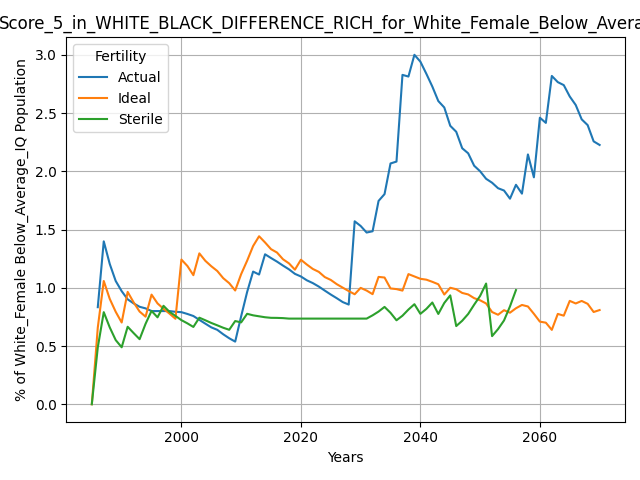 Score_5_in_WHITE_BLACK_DIFFERENCE_RICH_for_White_Female_Below_Avera
Fertility
Actual
Ideal
Sterile
% of White_Female Below_Average_IQ Population
3.0
2.5
2.0
1.5
1.0
0.5
0.0
2000 2020 2040 2060
Years